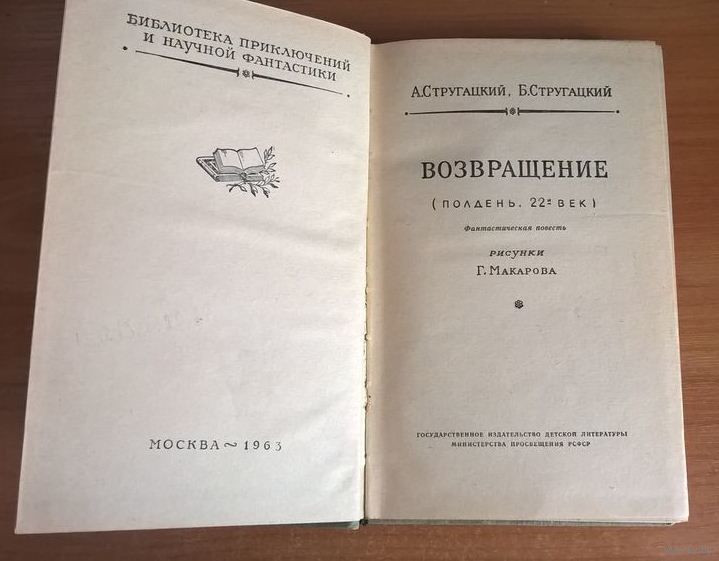 БИБЛИОТЕКА ПРИКЛЮЧЕНИЙ
И НАУЧНОЙ ФАНТАСТИКИ
МОСКВА ~ 1963
А. СТРУГАЦКИЙ, Б. СТРУГАЦКИЙ
ВОЗВРАЩЕНИЕ
(ПОЛДЕНЬ. 22й ВЕК)
Фантастическая повесть
РИСУНКИ
Г. МАКАРОВА
ГОСУДАРСТВЕННОЕ ИЗДАТЕЛЬСТВО ДЕТСКОЙ ЛИТЕРАТУРЫ
МИНИСТЕРСТВА ПРОСВЕЩЕНИЯ РСФСР